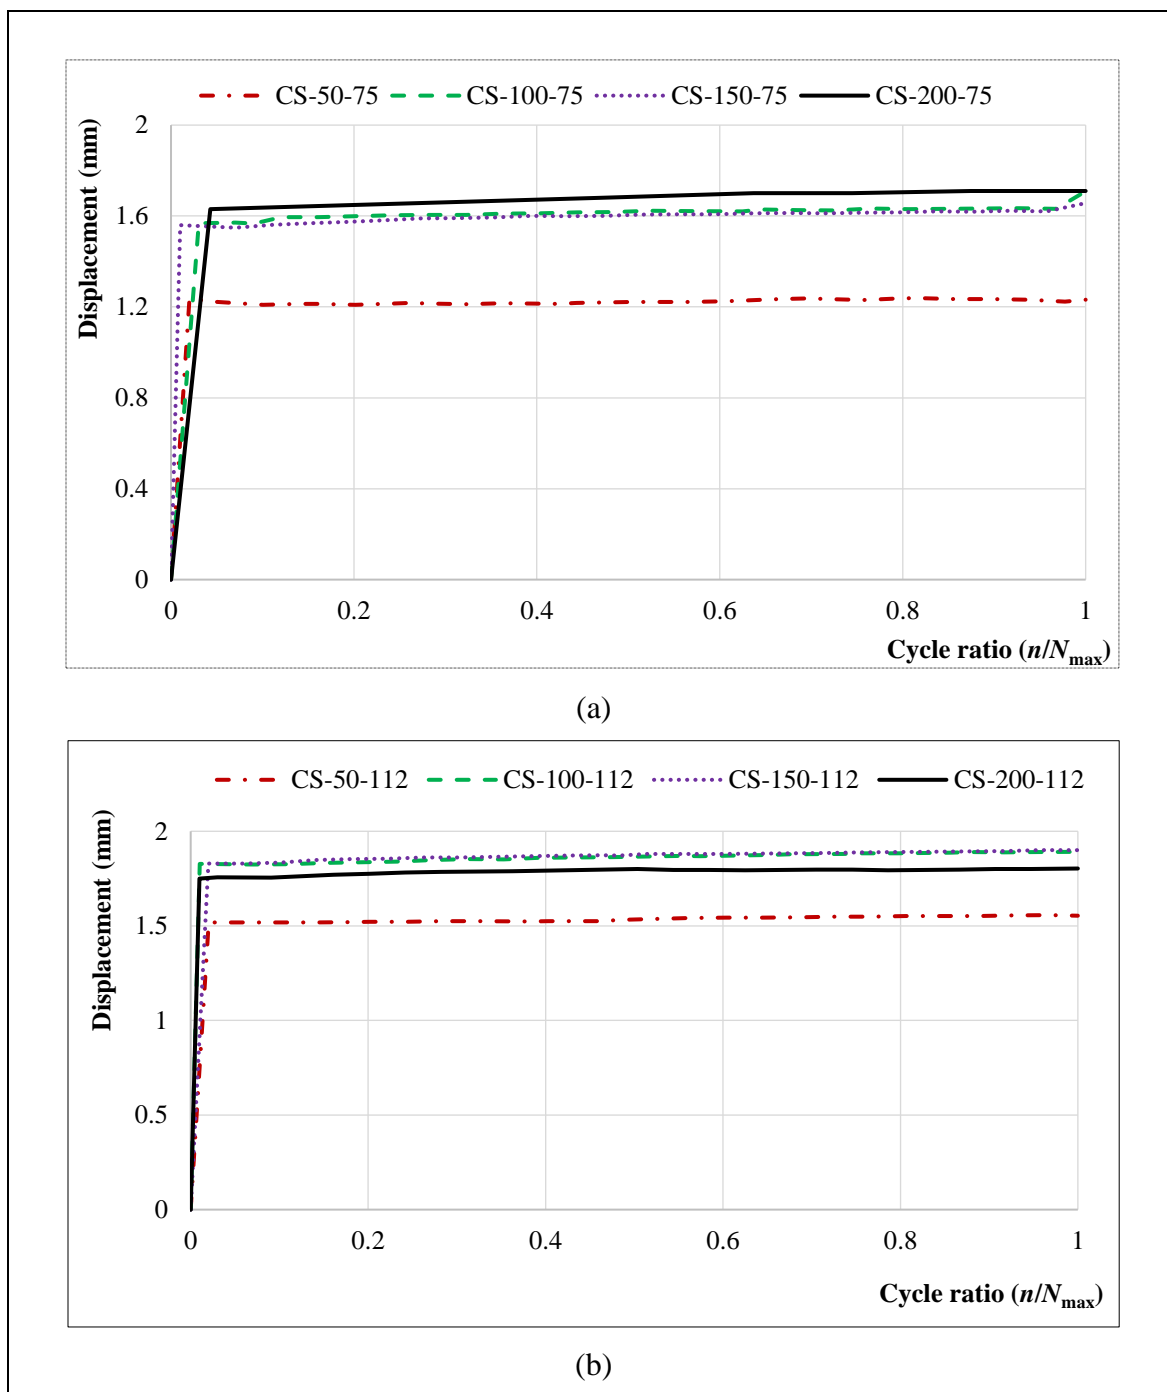 CS-50-75 CS-100-75 CS-150-75 CS-200-75
Displacement (mm)
2
1.6
1.2
0.8
0.4
0
0 0.2 0.4 0.6 0.8 1
Cycle ratio (n/Nmax)
(a)
CS-50-112 CS-100-112 CS-150-112 CS-200-112
Displacement (mm)
2
1.5
1
0.5
0
0 0.2 0.4 0.6 0.8 1
Cycle ratio (n/Nmax)
(b)